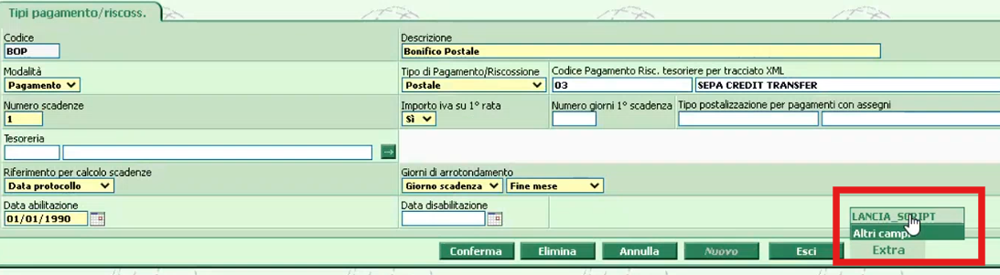 Tipi pagamento/riscoss.
Codice Descrizione
BOP Bonifico Postale
Modalità Tipo di Pagamento/Riscossione Codice Pagamento Risc. tesoriere per tracciato XML
Pagamento Postale 03 SEPA CREDIT TRANSFER
Numero scadenze Importo iva su 1° rata Numero giorni 1° scadenza Tipo postalizzazione per pagamenti con assegni
1 Sì
Tesoreria
Riferimento per calcolo scadenze Giorni di arrotondamento
Data protocollo Giorno scadenza Fine mese
Data abilitazione Data disabilitazione
01/01/1990
LANCIA_SCRIPT
Altri campi
Conferma Elimina Annulla Nuovo Esci Extra